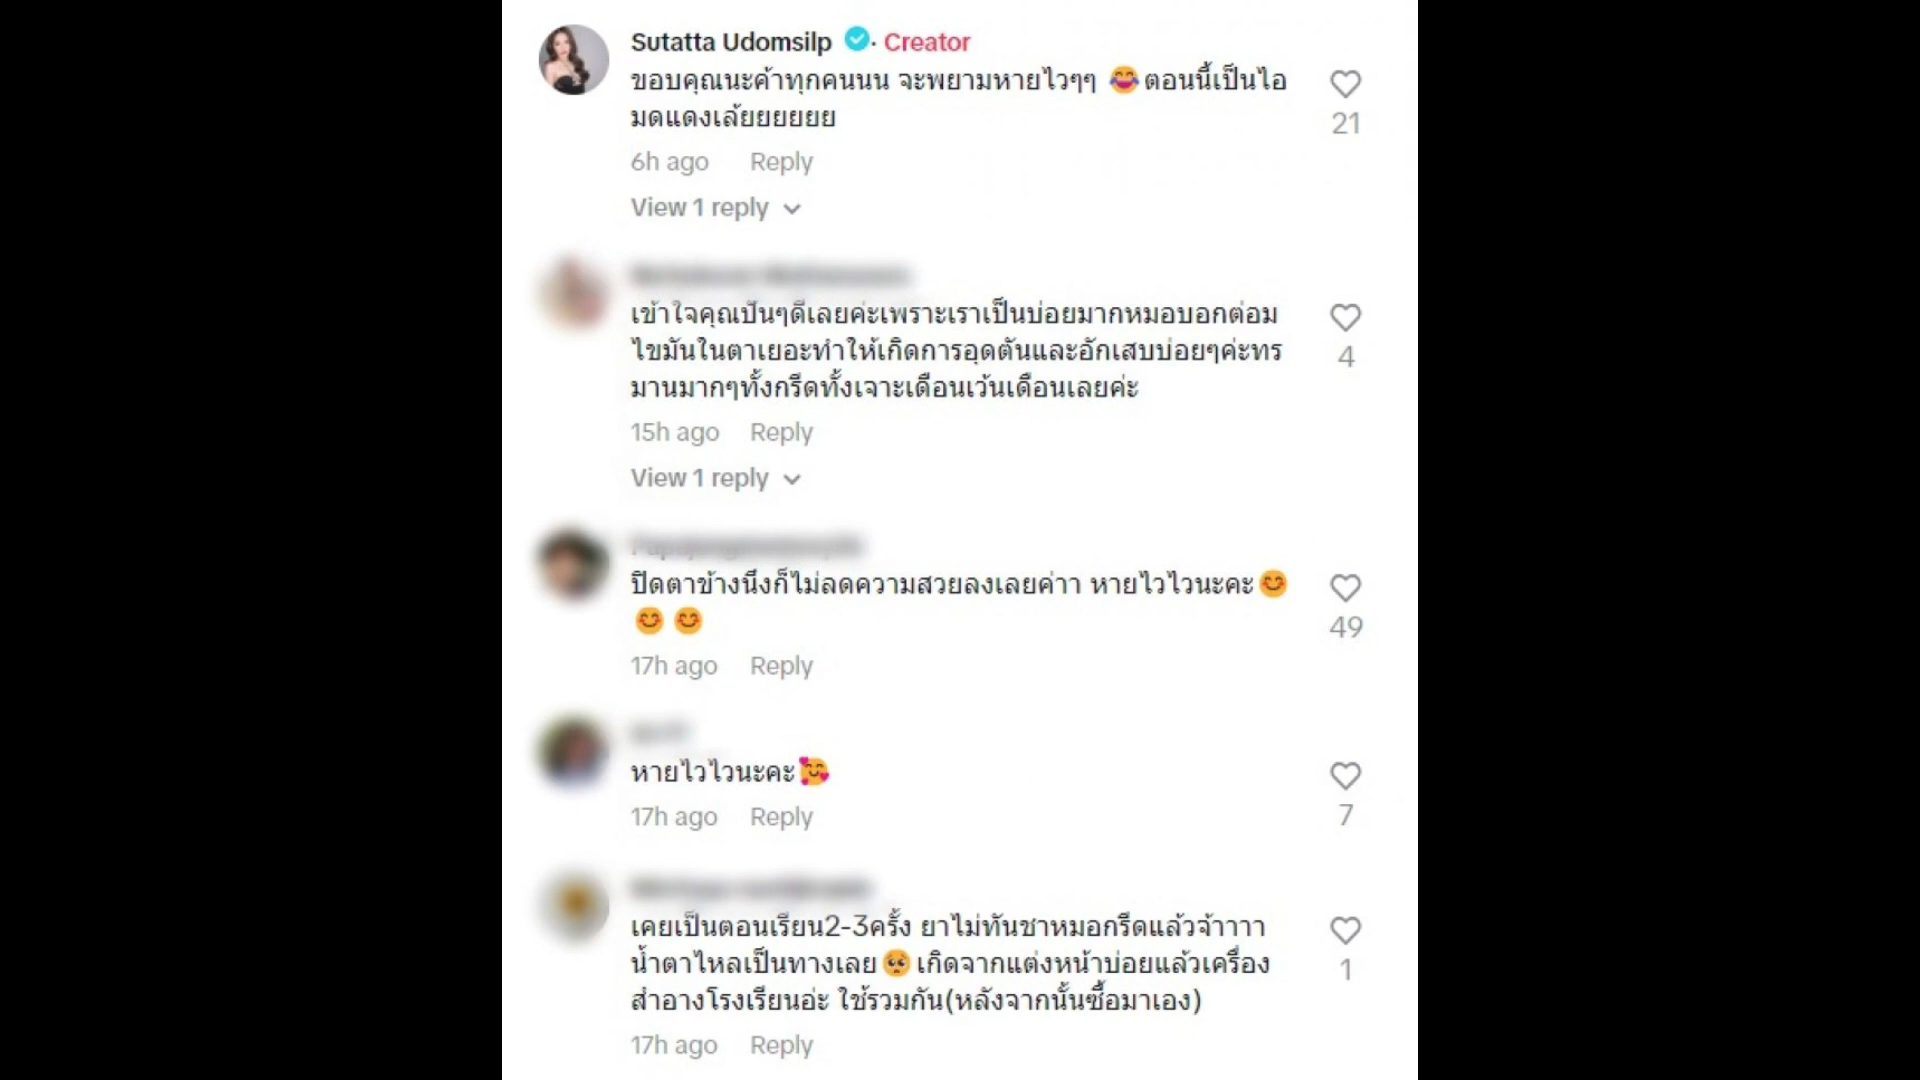 Sutatta Udomsilp · Creator
ขอบคุณนะค้าทุกคนนน จะพยามหายไวๆๆ 😂ตอนนี้เป็นไอ
มดแดงเล้ยยยยยย
21
6h ago Reply
View 1 reply
เข้าใจคุณปันๆดีเลยค่ะเพราะเราเป็นบ่อยมากหมอบอกต่อม
ไขมันในตาเยอะทำให้เกิดการอุดตันและอักเสบบ่อยๆค่ะทร
มานมากๆทั้งกรีดทั้งเจาะเดือนเว้นเดือนเลยค่ะ
4
15h ago Reply
View 1 reply
ปิดตาข้างนึงก็ไม่ลดความสวยลงเลยค่าา หายไวไวนะคะ😊
😊😊
49
17h ago Reply
หายไวไวนะคะ🥰
7
17h ago Reply
เคยเป็นตอนเรียน2-3ครั้ง ยาไม่ทันชาหมอกรีดแล้วจ้าาาา
น้ำตาไหลเป็นทางเลย🥺เกิดจากแต่งหน้าบ่อยแล้วเครื่อง
สำอางโรงเรียนอ่ะ ใช้รวมกัน(หลังจากนั้นซื้อมาเอง)
1
17h ago Reply